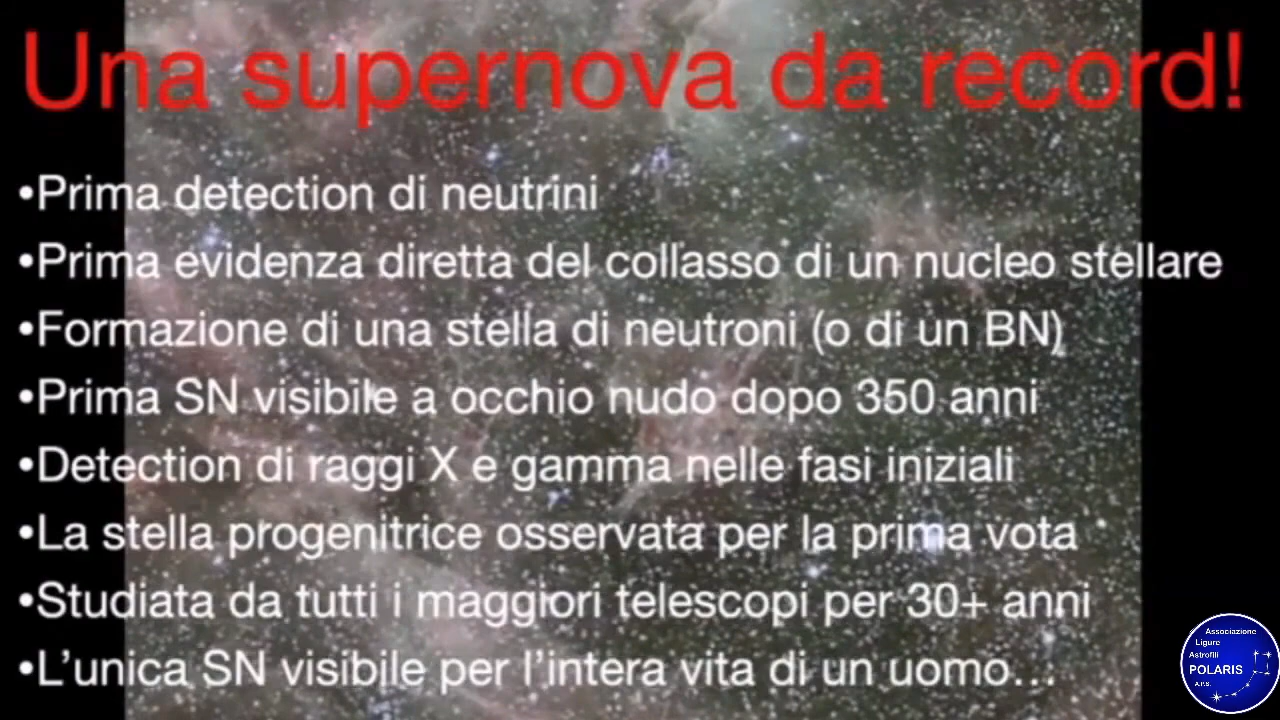 Una supernova da record!
•Prima detection di neutrini
•Prima evidenza diretta del collasso di un nucleo stellare
•Formazione di una stella di neutroni (o di un BN)
•Prima SN visibile a occhio nudo dopo 350 anni
•Detection di raggi X e gamma nelle fasi iniziali
•La stella progenitrice osservata per la prima vota
•Studiata da tutti i maggiori telescopi per 30+ anni
•L’unica SN visibile per l’intera vita di un uomo…
Associazione
Ligure
Astrofili
POLARIS
A.P.S.